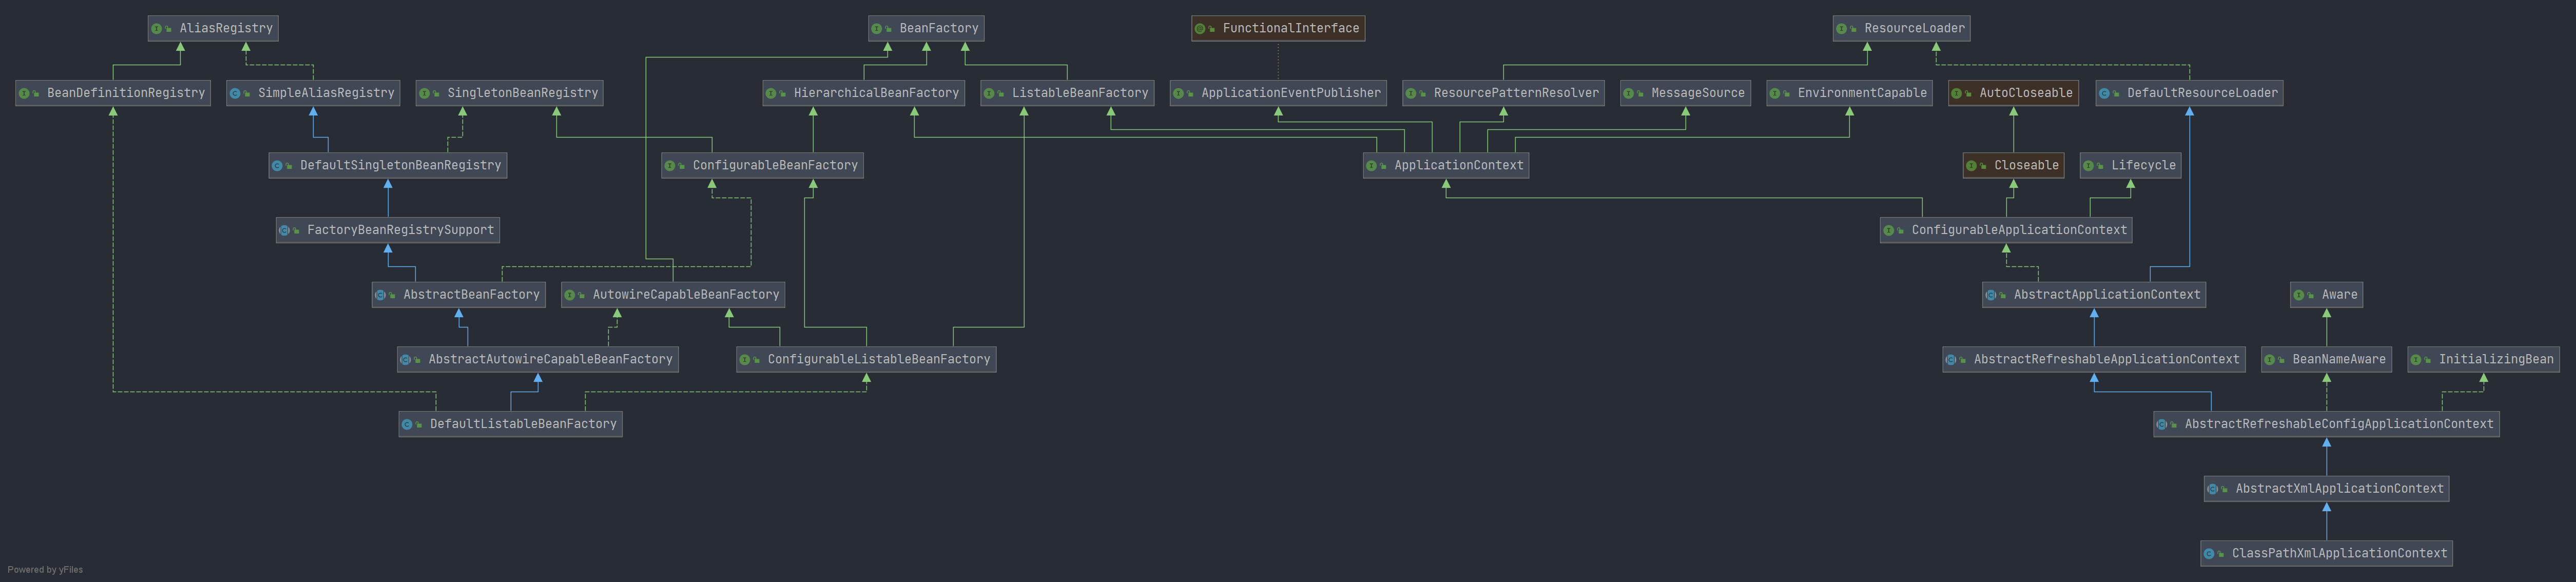 AliasRegistry
BeanFactory
FunctionalInterface
ResourceLoader
BeanDefinitionRegistry
SimpleAliasRegistry
SingletonBeanRegistry
HierarchicalBeanFactory
ListableBeanFactory
ApplicationEventPublisher
ResourcePatternResolver
MessageSource
EnvironmentCapable
AutoCloseable
DefaultResourceLoader
DefaultSingletonBeanRegistry
ConfigurableBeanFactory
ApplicationContext
Closeable
Lifecycle
FactoryBeanRegistrySupport
ConfigurableApplicationContext
AbstractBeanFactory
AutowireCapableBeanFactory
AbstractApplicationContext
Aware
AbstractAutowireCapableBeanFactory
ConfigurableListableBeanFactory
AbstractRefreshableApplicationContext
BeanNameAware
InitializingBean
DefaultListableBeanFactory
AbstractRefreshableConfigApplicationContext
AbstractXmlApplicationContext
ClassPathXmlApplicationContext
Powered by yFiles